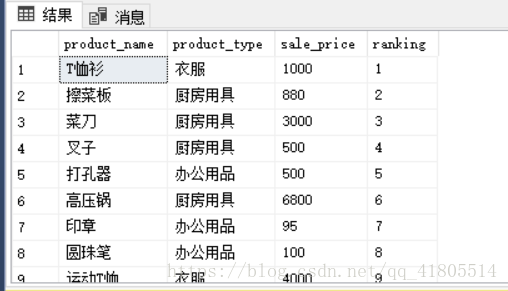 结果 消息
product_name product_type sale_price ranking
1 T恤衫 衣服 1000 1
2 擦菜板 厨房用具 880 2
3 菜刀 厨房用具 3000 3
4 叉子 厨房用具 500 4
5 打孔器 办公用品 500 5
6 高压锅 厨房用具 6800 6
7 印章 办公用品 95 7
8 圆珠笔 办公用品 100 8
9 运动T恤 衣服 4000 9
https://blog.csdn.net/qq_41805514